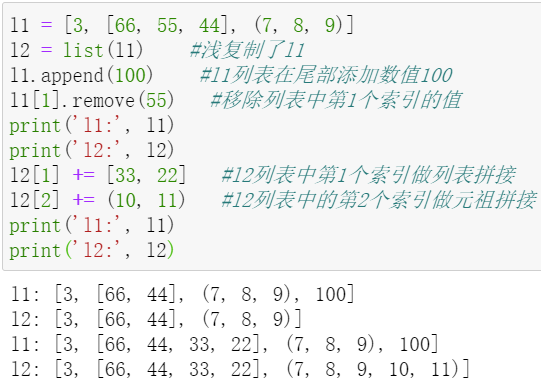 l1 = [3, [66, 55, 44], (7, 8, 9)]
l2 = list(l1)    #浅复制了l1
l1.append(100)    #l1列表在尾部添加数值100
l1[1].remove(55)   #移除列表中第1个索引的值
print('l1:', l1)
print('l2:', l2)
l2[1] += [33, 22]   #l2列表中第1个索引做列表拼接
l2[2] += (10, 11)   #l2列表中的第2个索引做元祖拼接
print('l1:', l1)
print('l2:', l2)
l1: [3, [66, 44], (7, 8, 9), 100]
l2: [3, [66, 44], (7, 8, 9)]
l1: [3, [66, 44, 33, 22], (7, 8, 9), 100]
l2: [3, [66, 44, 33, 22], (7, 8, 9, 10, 11)]